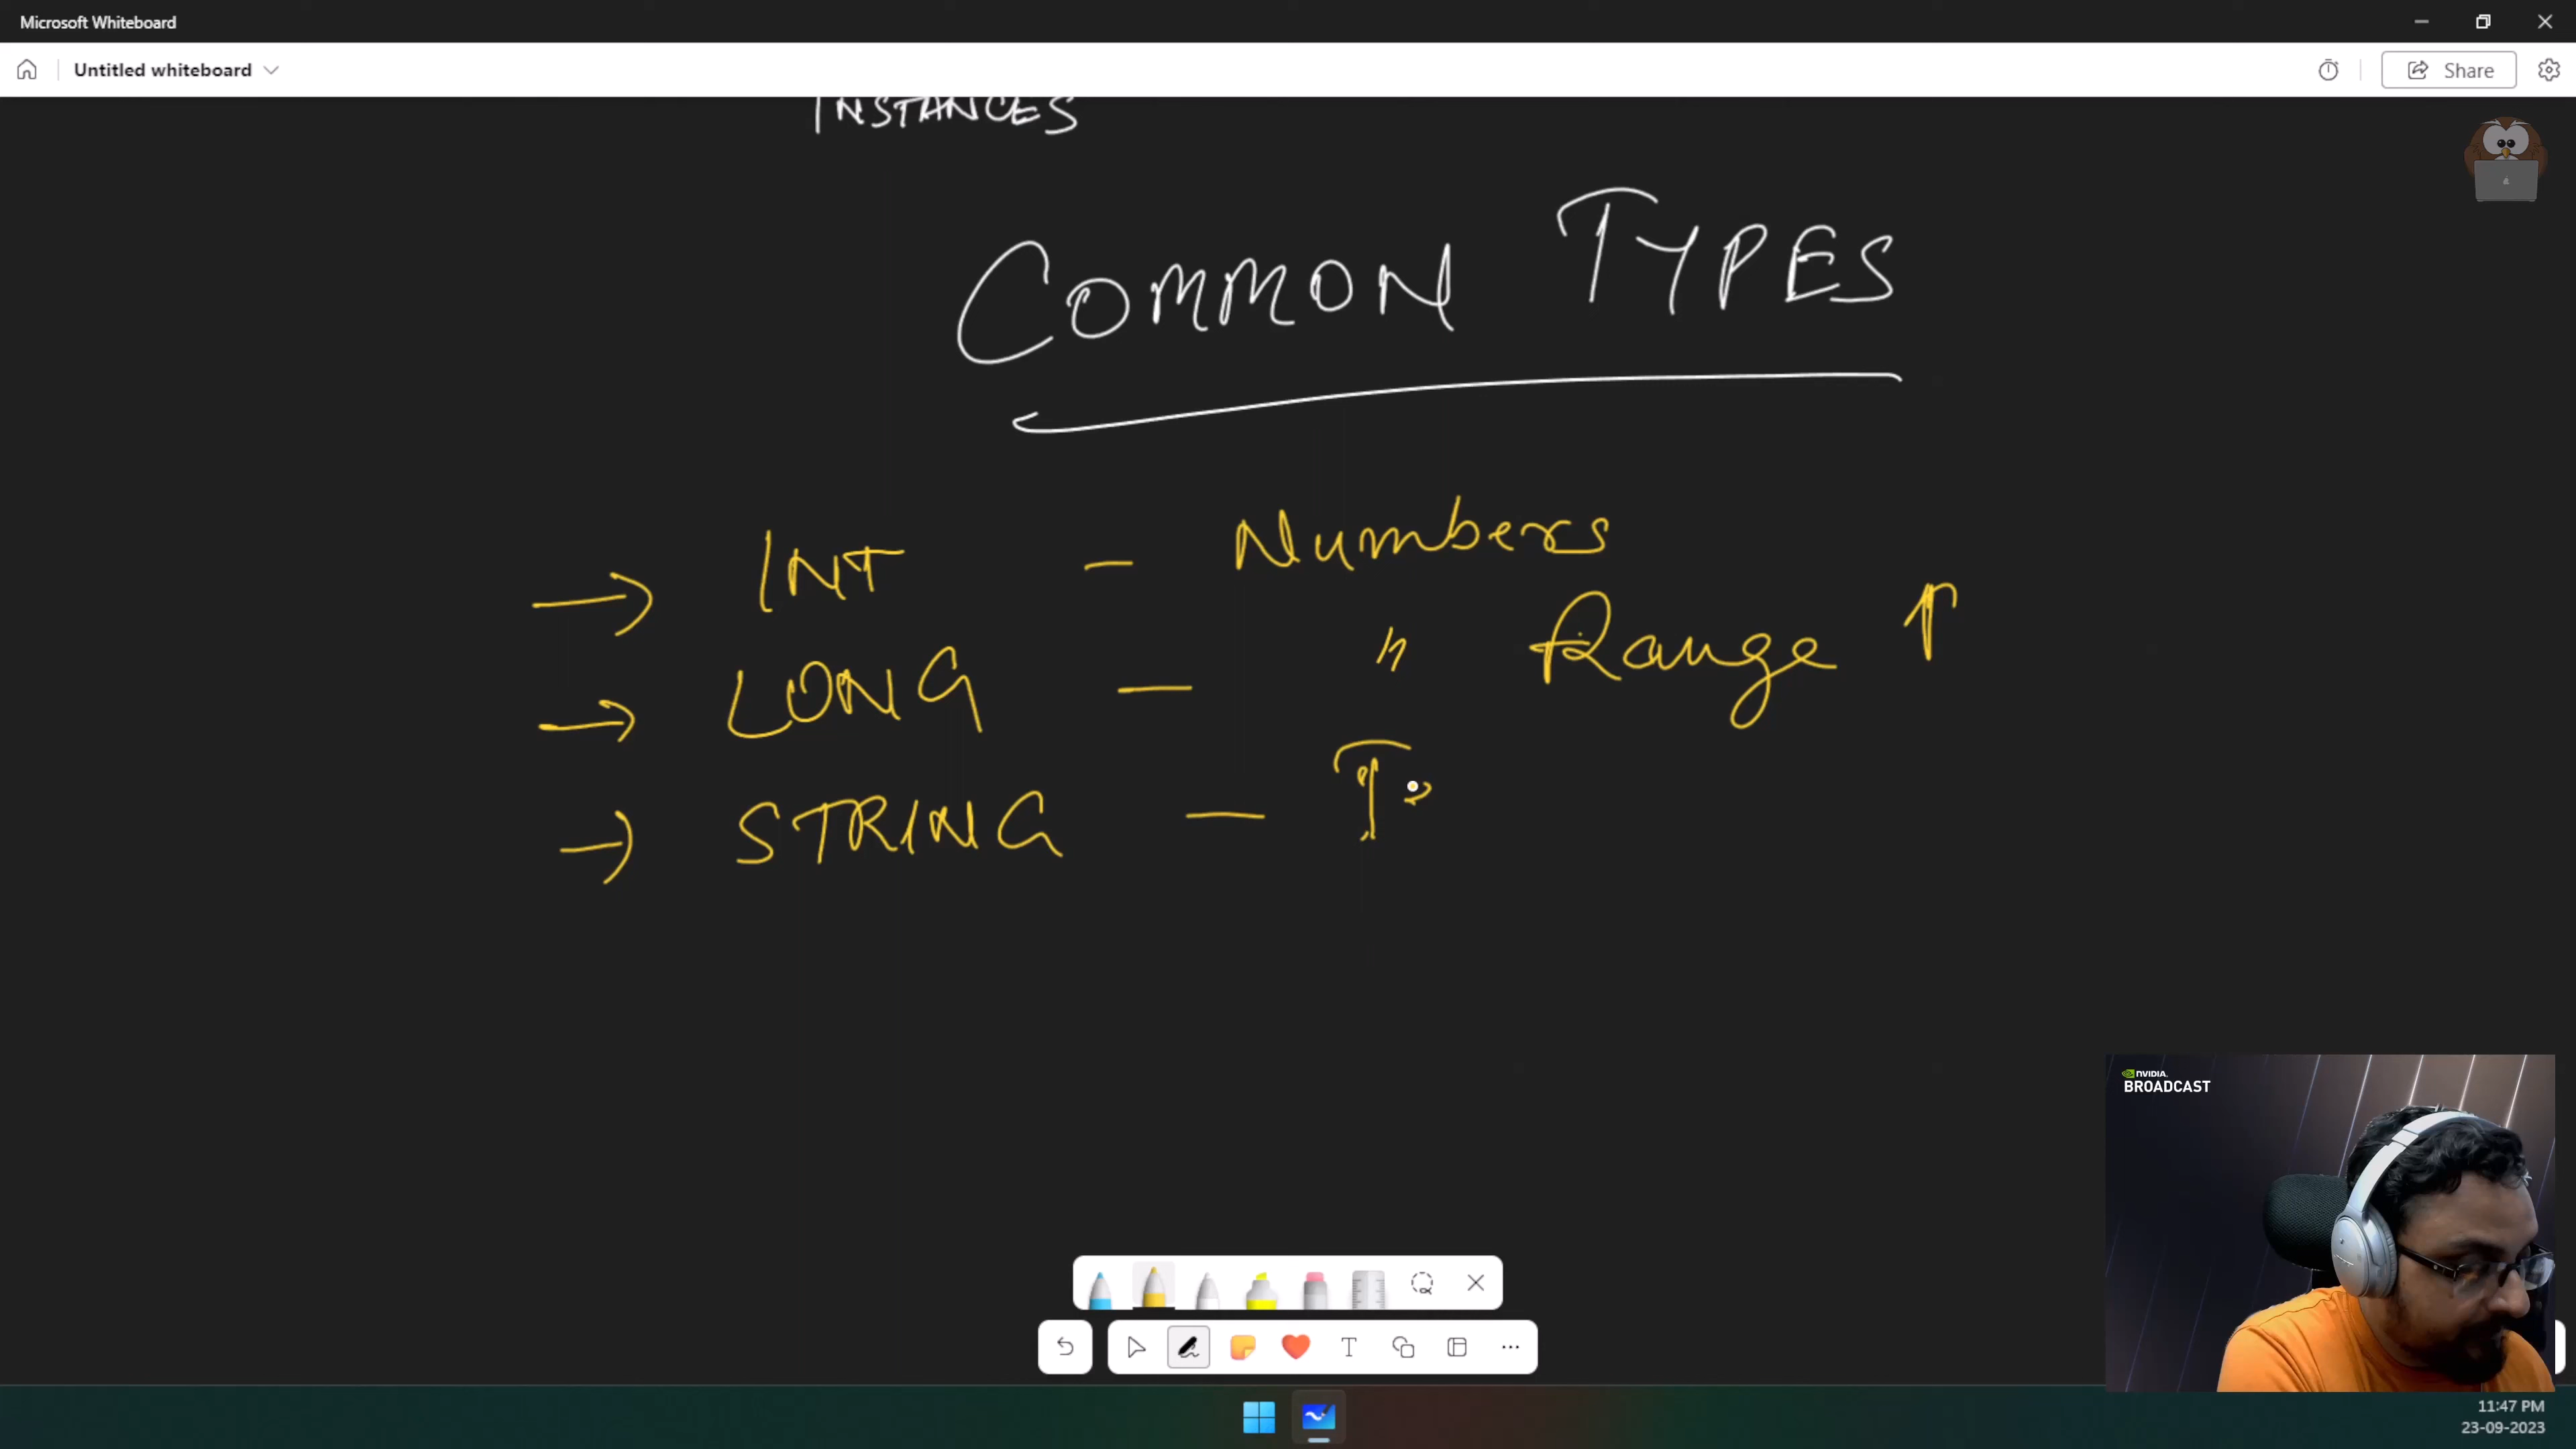 Microsoft Whiteboard
Untitled whiteboard
Share
INSTANCES
COMMON TYPES
→ INT - Numbers
→ LONG - " Range ↑
→ STRING - T
NVIDIA.
BROADCAST
11:47 PM
23-09-2023